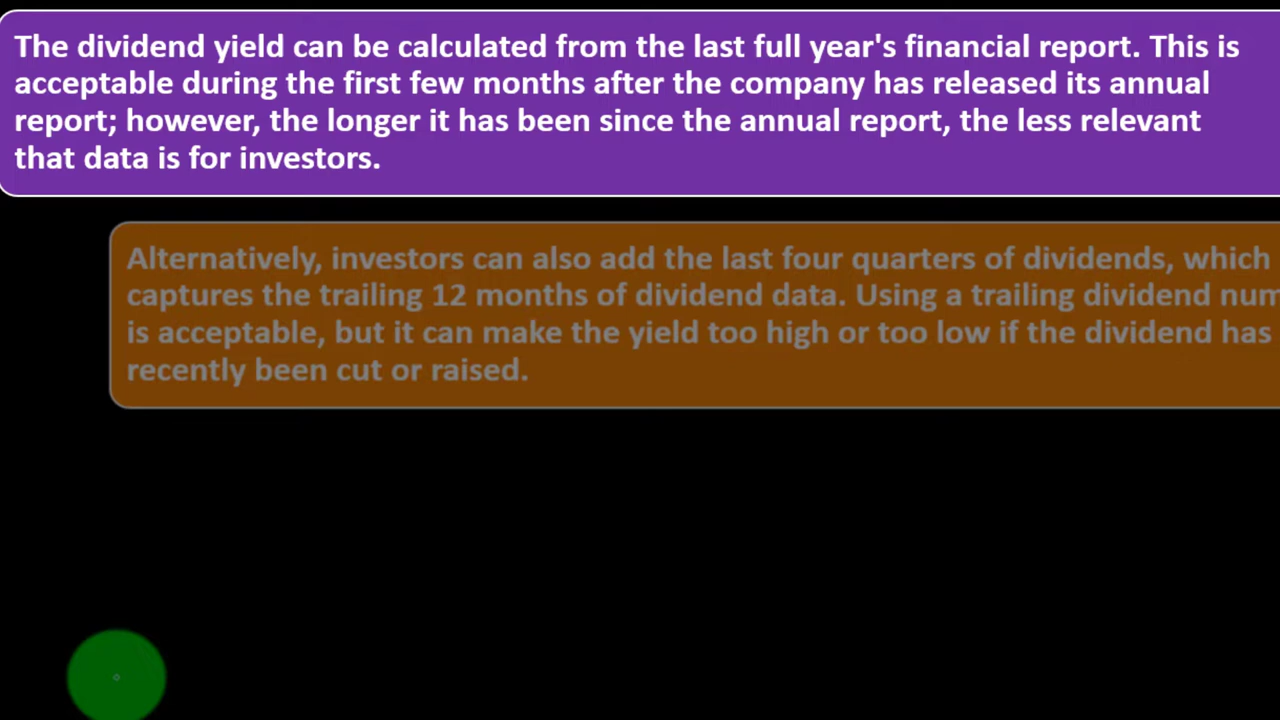 The dividend yield can be calculated from the last full year's financial report. This is
acceptable during the first few months after the company has released its annual
report; however, the longer it has been since the annual report, the less relevant
that data is for investors.
Alternatively, investors can also add the last four quarters of dividends, which
captures the trailing 12 months of dividend data. Using a trailing dividend
is acceptable, but it can make the yield too high or too low if the dividend has
recently been cut or raised.